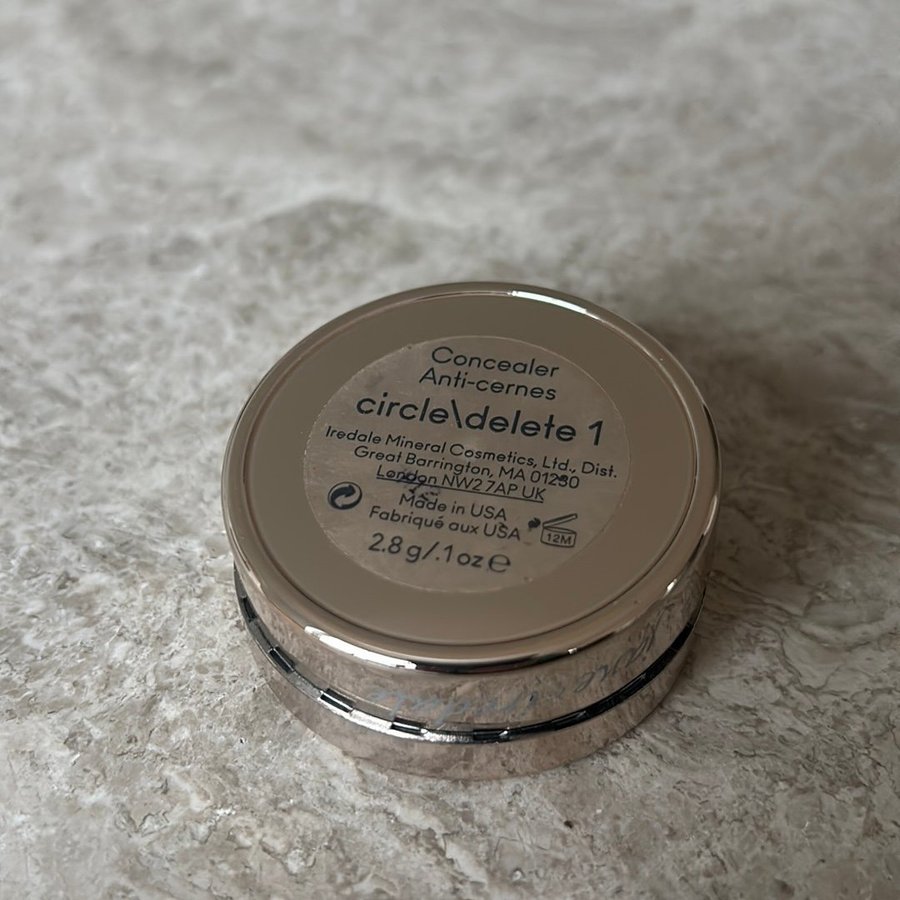 Concealer
Anti-cernes
circle\delete 1
Iredale Mineral Cosmetics, Ltd., Dist.
Great Barrington, MA 01230
London NW2 7AP UK
Made in USA
Fabriqué aux USA
12M
2.8 g/.1 oz ℮